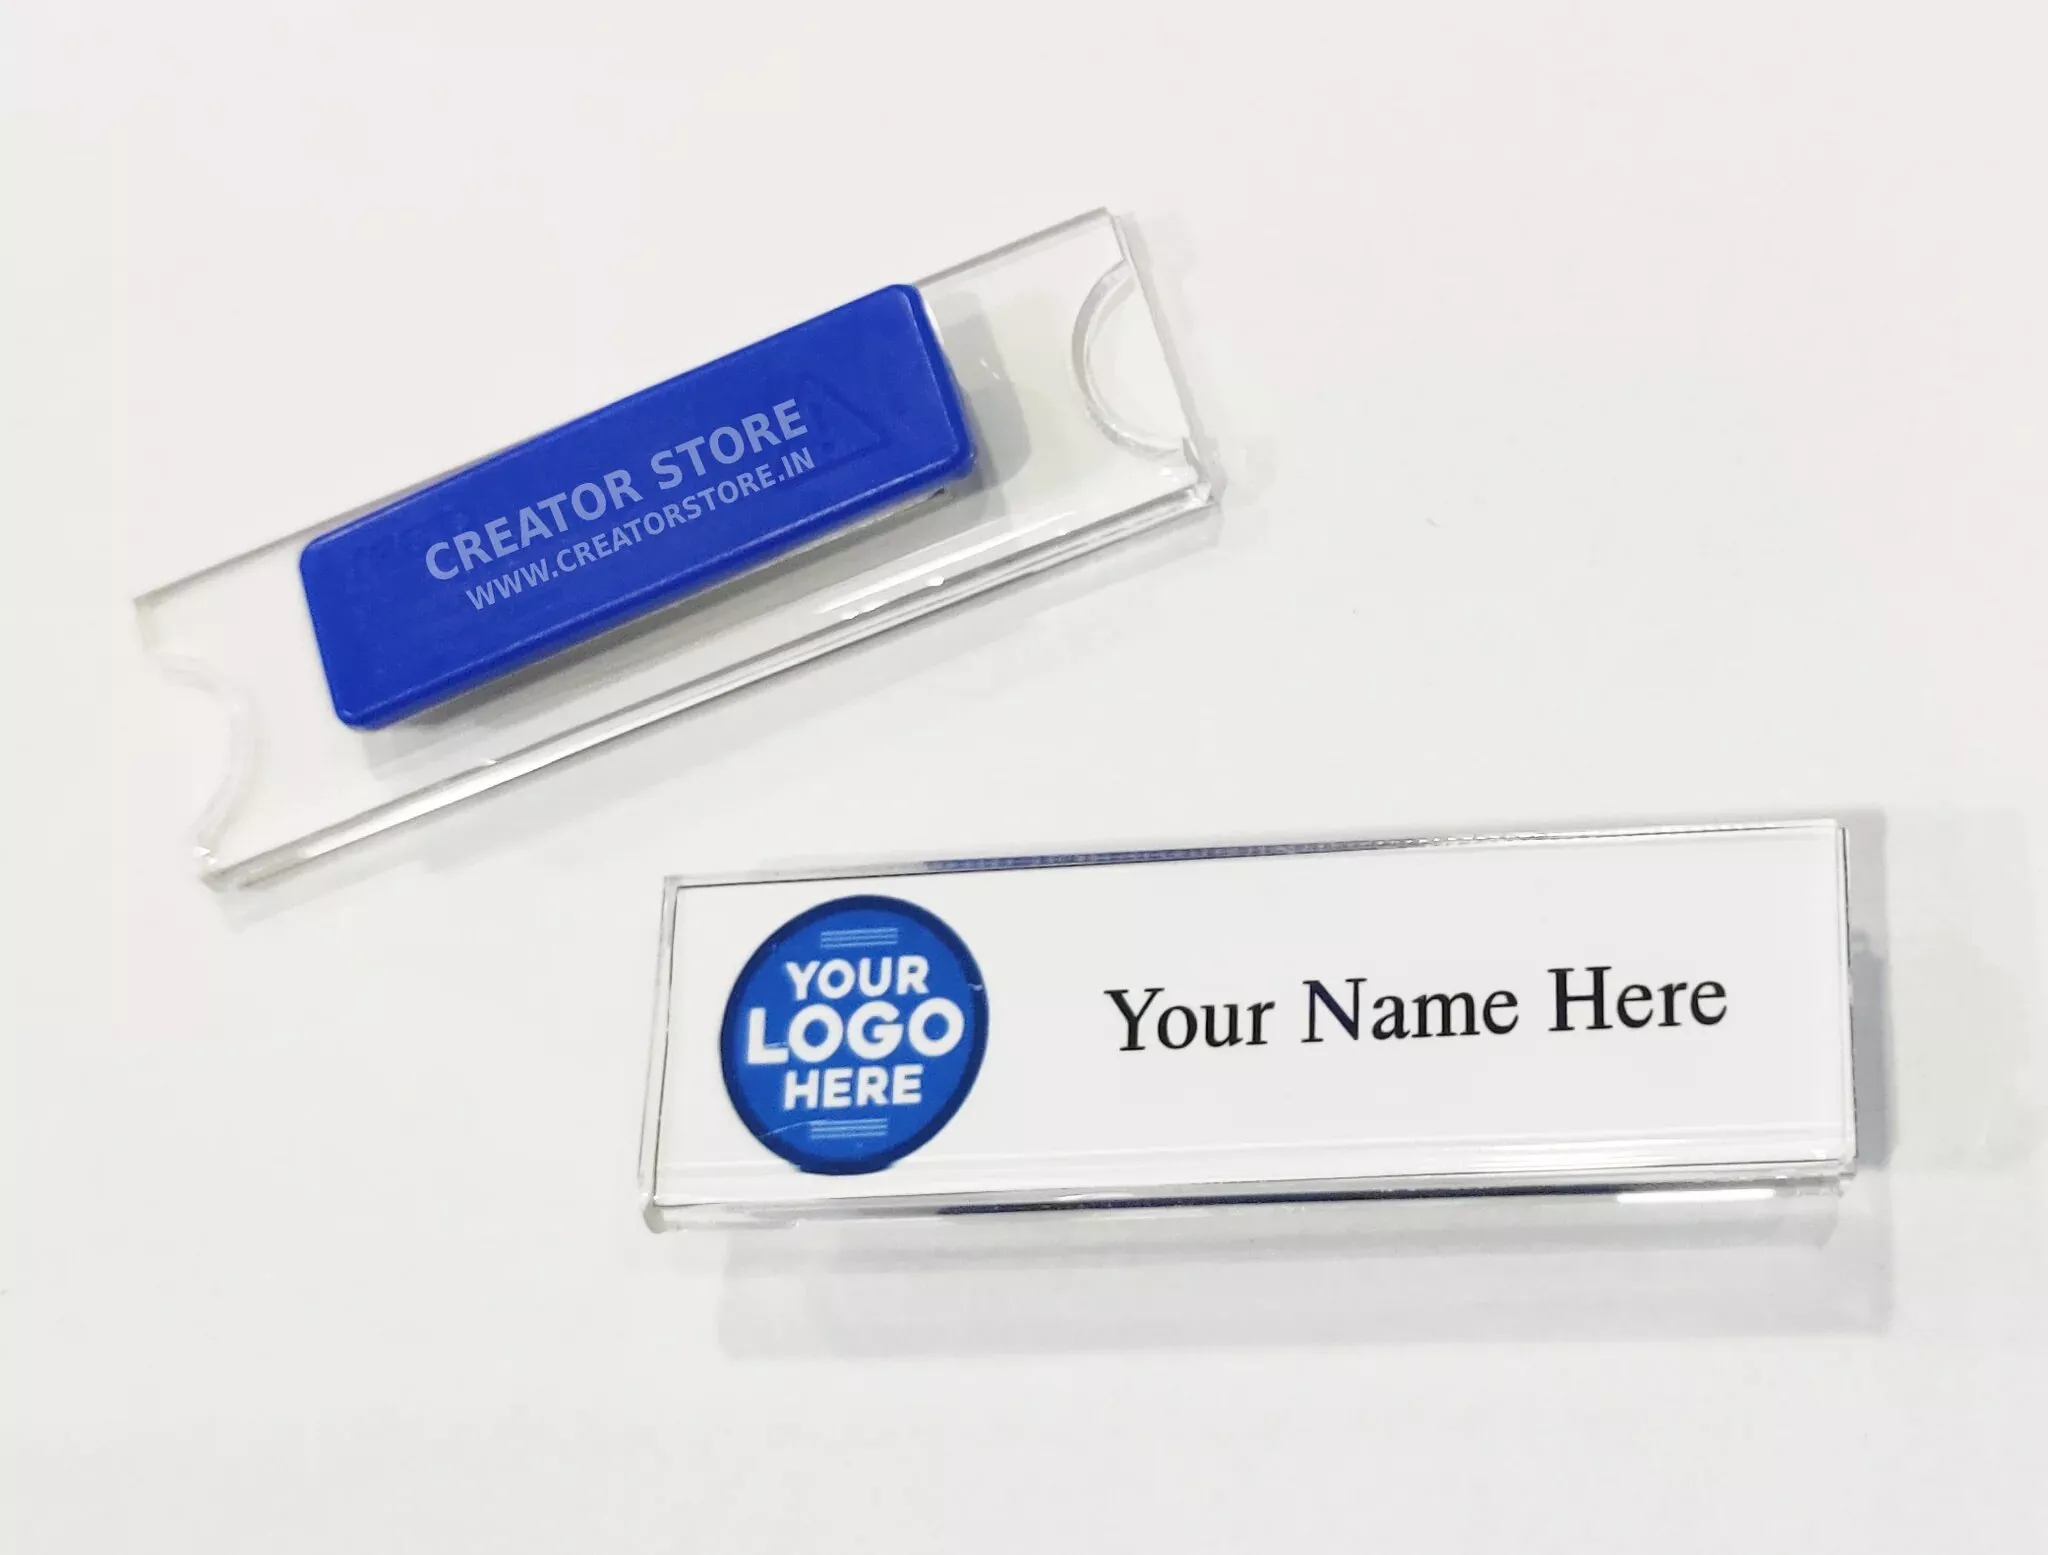 CREATOR STORE
WWW.CREATORSTORE.IN
YOUR
LOGO
HERE
Your Name Here